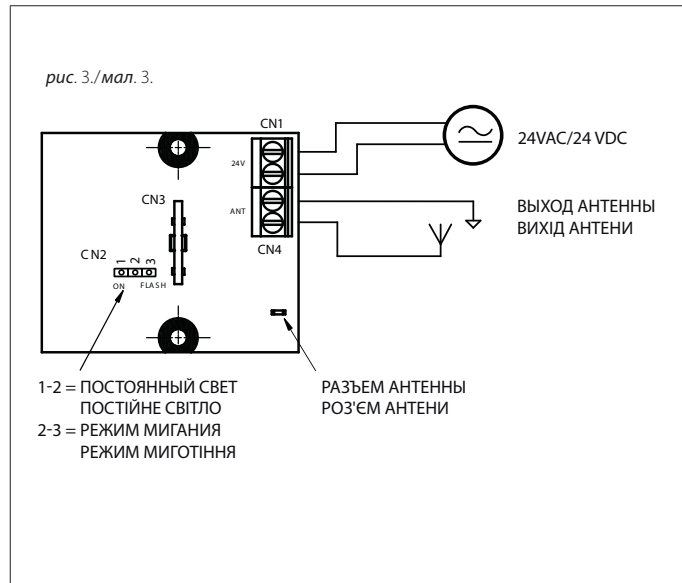 рис. 3./мал. 3.
CN1
24V
24VAC/24 VDC
CN3
ANT
ВЫХОД АНТЕННЫ
ВИХІД АНТЕНИ
CN4
CN2
1 2 3
ON FLASH
1-2 = ПОСТОЯННЫЙ СВЕТ
ПОСТІЙНЕ СВІТЛО
2-3 = РЕЖИМ МИГАНИЯ
РЕЖИМ МИГОТІННЯ
РАЗЪЕМ АНТЕННЫ
РОЗ'ЄМ АНТЕНИ